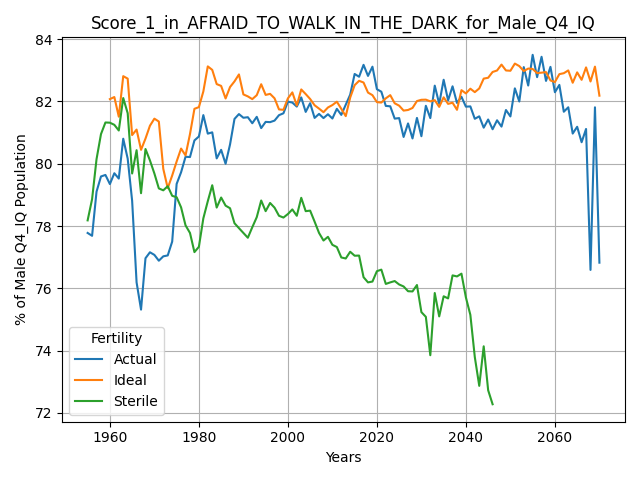 Score_1_in_AFRAID_TO_WALK_IN_THE_DARK_for_Male_Q4_IQ
84
82
80
78
76
74
72
% of Male Q4_IQ Population
Fertility
Actual
Ideal
Sterile
1960 1980 2000 2020 2040 2060
Years